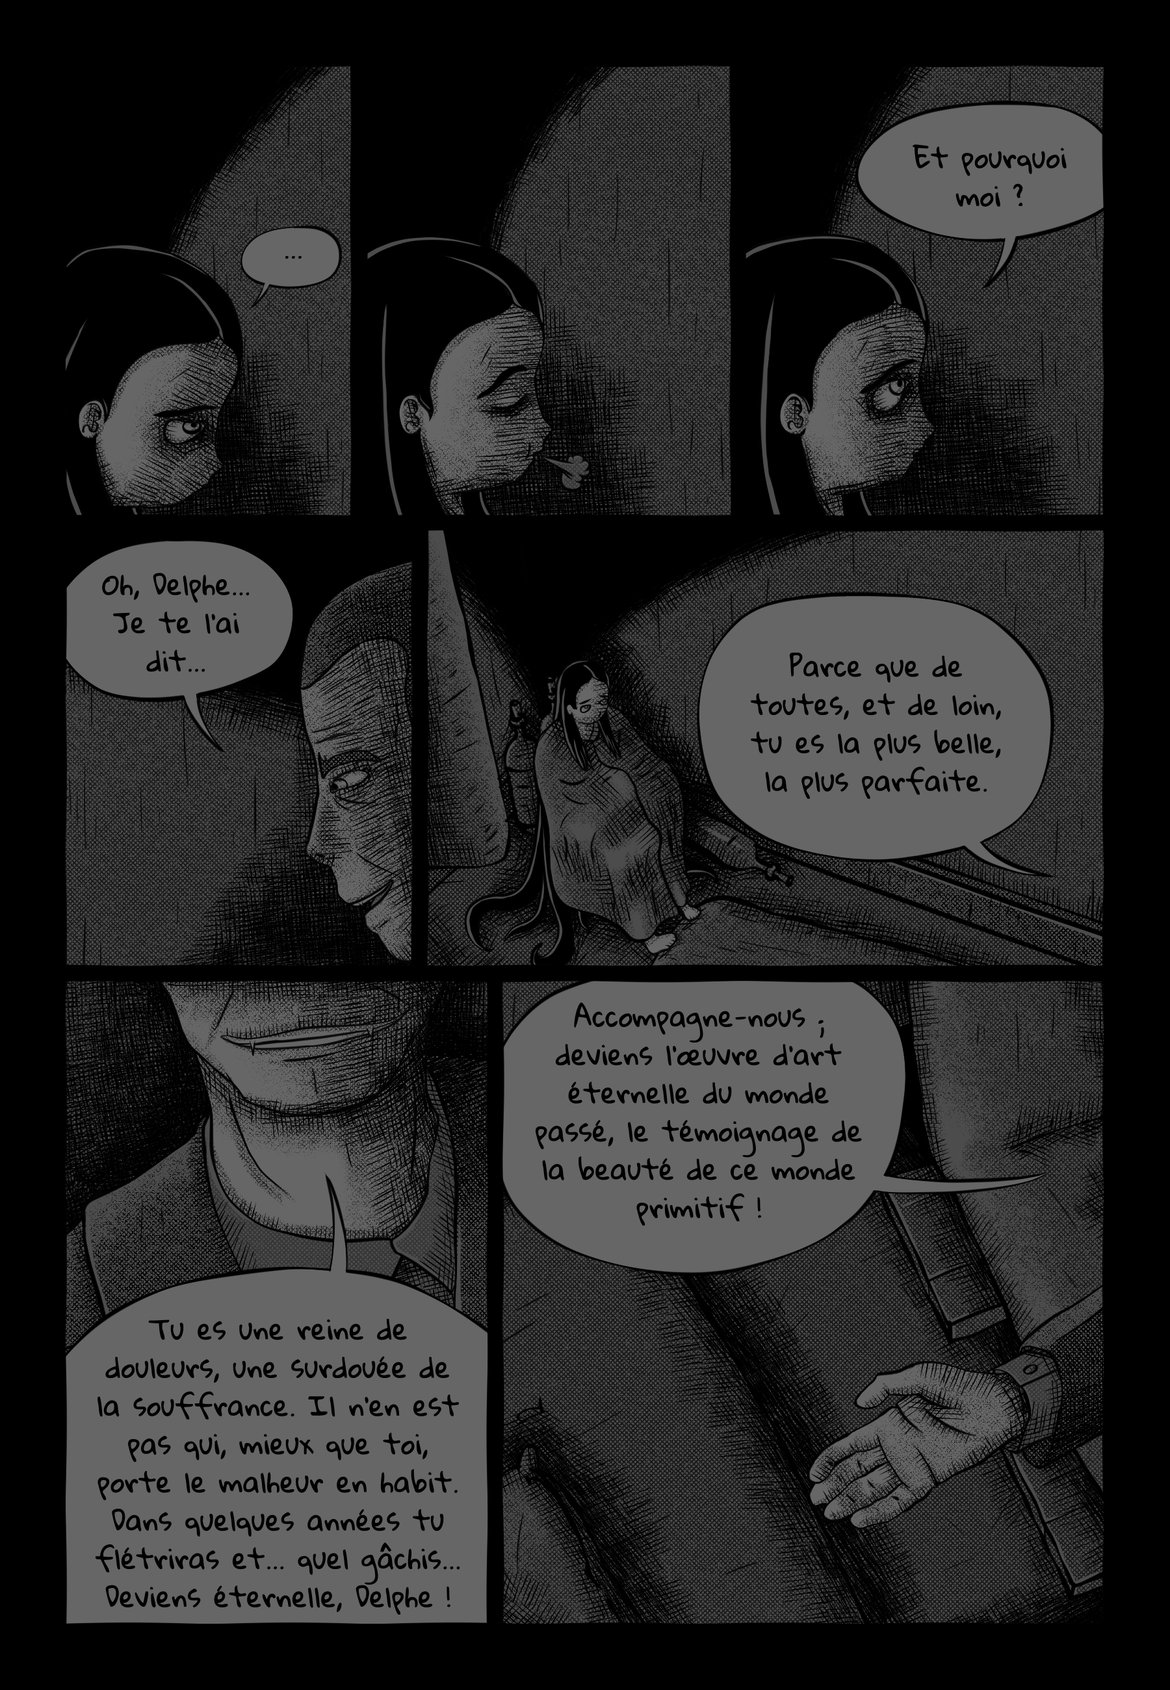 ...
Et pourquoi
moi ?
Oh, Delphe...
Je te l'ai
dit...
Parce que de
toutes, et de loin,
tu es la plus belle,
la plus parfaite.
Tu es une reine de
douleurs, une surdouée de
la souffrance. Il n'en est
pas qui, mieux que toi,
porte le malheur en habit.
Dans quelques années tu
flétriras et... quel gâchis...
Deviens éternelle, Delphe !
Accompagne-nous ;
deviens l'œuvre d'art
éternelle du monde
passé, le témoignage de
la beauté de ce monde
primitif !